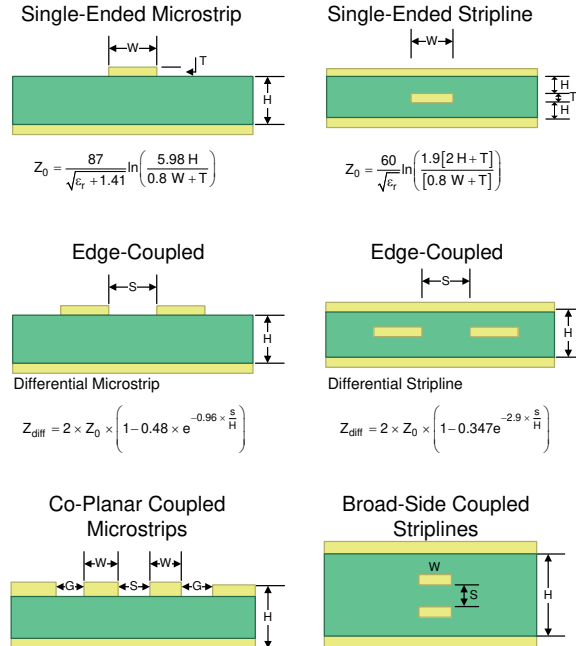 Single-Ended Microstrip
W
T
H
Z0 = 87 / √(εr + 1.41) ln( 5.98 H / 0.8 W + T )
Single-Ended Stripline
W
H
T
H
Z0 = 60 / √εr ln( 1.9[2 H + T] / [0.8 W + T] )
Edge-Coupled
S
H
Differential Microstrip
Zdiff = 2 × Z0 × ( 1 − 0.48 × e^(−0.96 × s/H) )
Edge-Coupled
S
H
Differential Stripline
Zdiff = 2 × Z0 × ( 1 − 0.347e^(−2.9 × s/H) )
Co-Planar Coupled
Microstrips
W
W
G
S
G
H
Broad-Side Coupled
Striplines
W
S
H